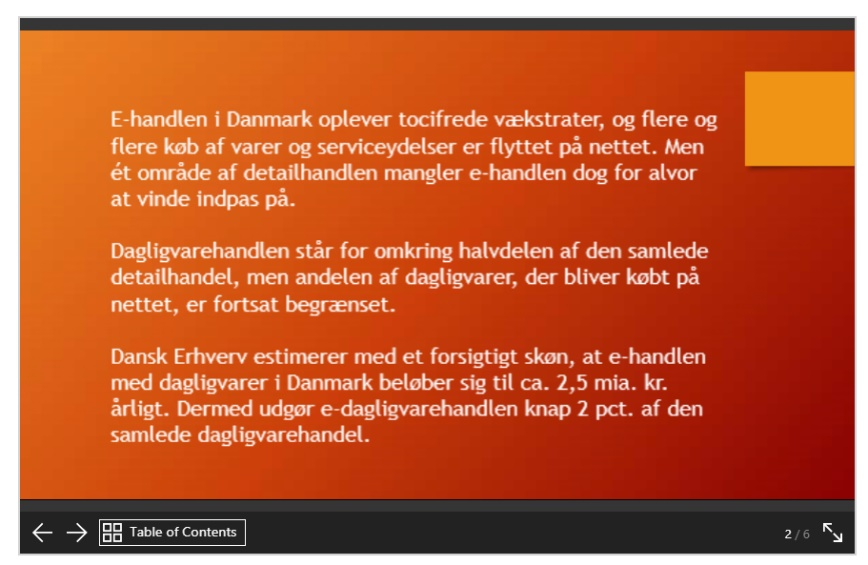 E-handlen i Danmark oplever tocifrede vækstrater, og flere og
flere køb af varer og serviceydelser er flyttet på nettet. Men
ét område af detailhandlen mangler e-handlen dog for alvor
at vinde indpas på.
Dagligvarehandlen står for omkring halvdelen af den samlede
detailhandel, men andelen af dagligvarer, der bliver købt på
nettet, er fortsat begrænset.
Dansk Erhverv estimerer med et forsigtigt skøn, at e-handlen
med dagligvarer i Danmark beløber sig til ca. 2,5 mia. kr.
årligt. Dermed udgør e-dagligvarehandlen knap 2 pct. af den
samlede dagligvarehandel.
Table of Contents
2 / 6